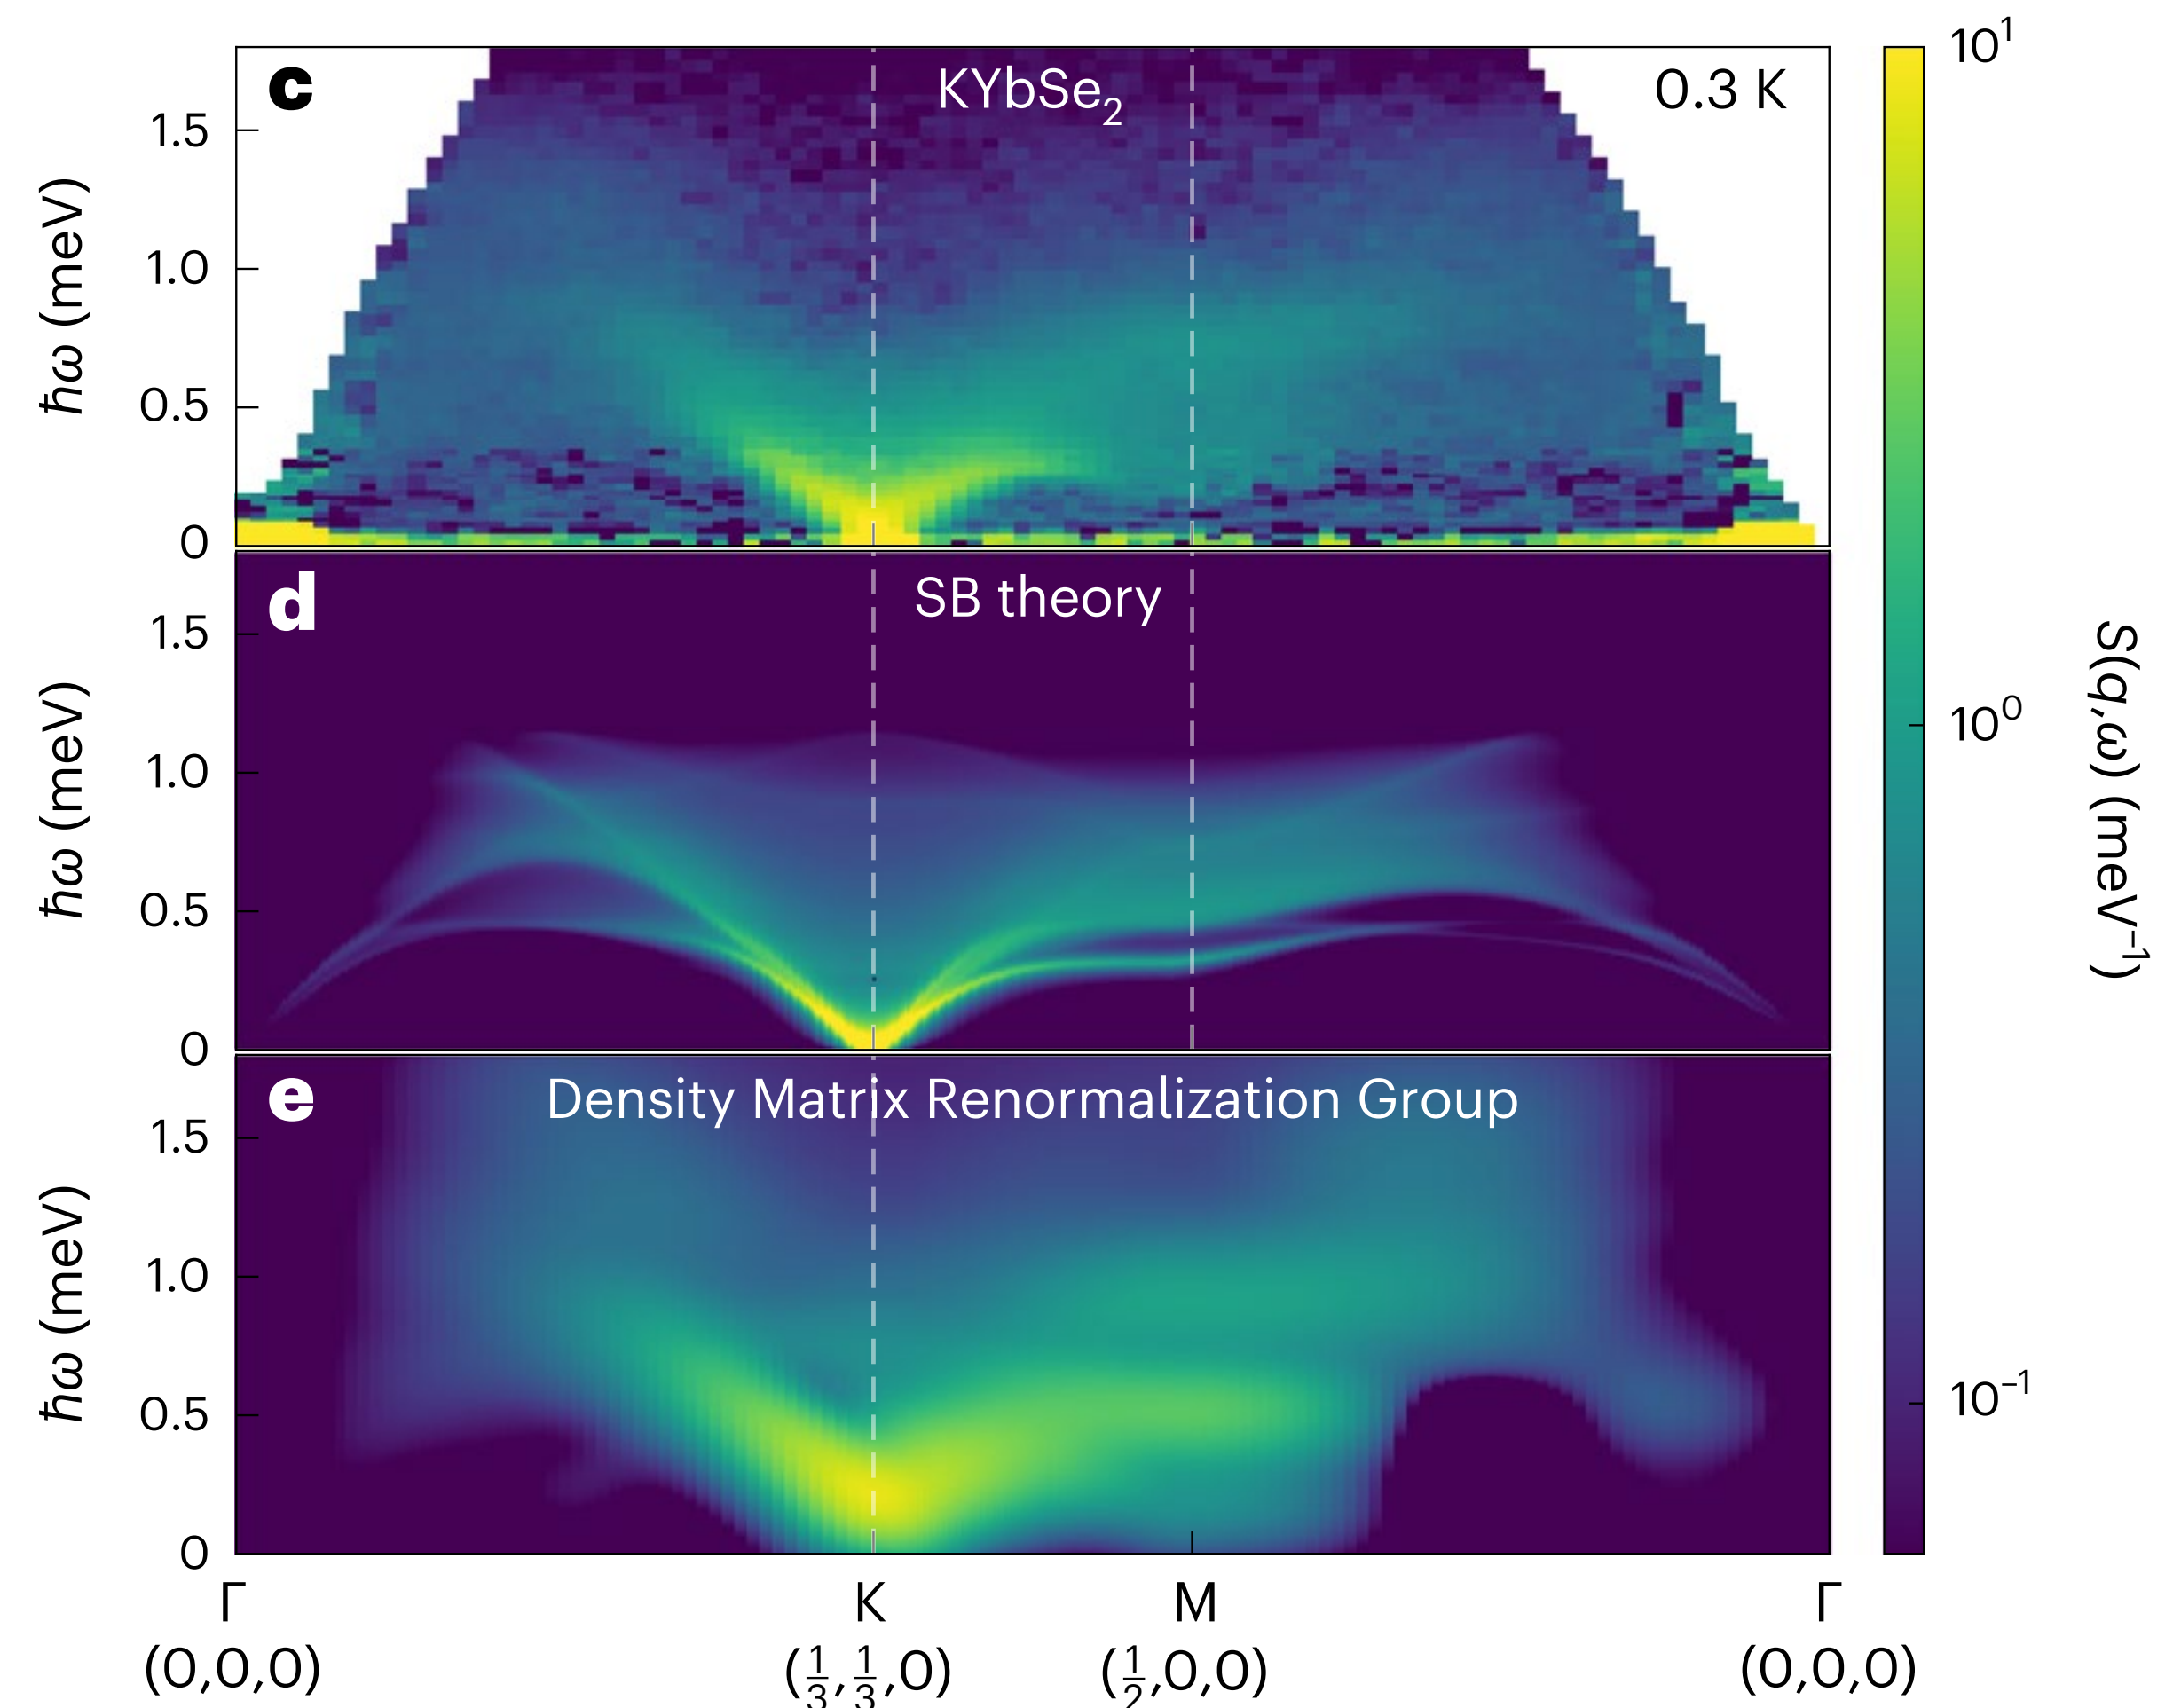 c
KYbSe₂
0.3 K
ħω (meV)
1.5
1.0
0.5
0
d
SB theory
ħω (meV)
1.5
1.0
0.5
0
e
Density Matrix Renormalization Group
ħω (meV)
1.5
1.0
0.5
0
Γ
K
M
Γ
(0,0,0)
(1/3,1/3,0)
(1/2,0,0)
(0,0,0)
10¹
10⁰
10⁻¹
S(q,ω) (meV⁻¹)